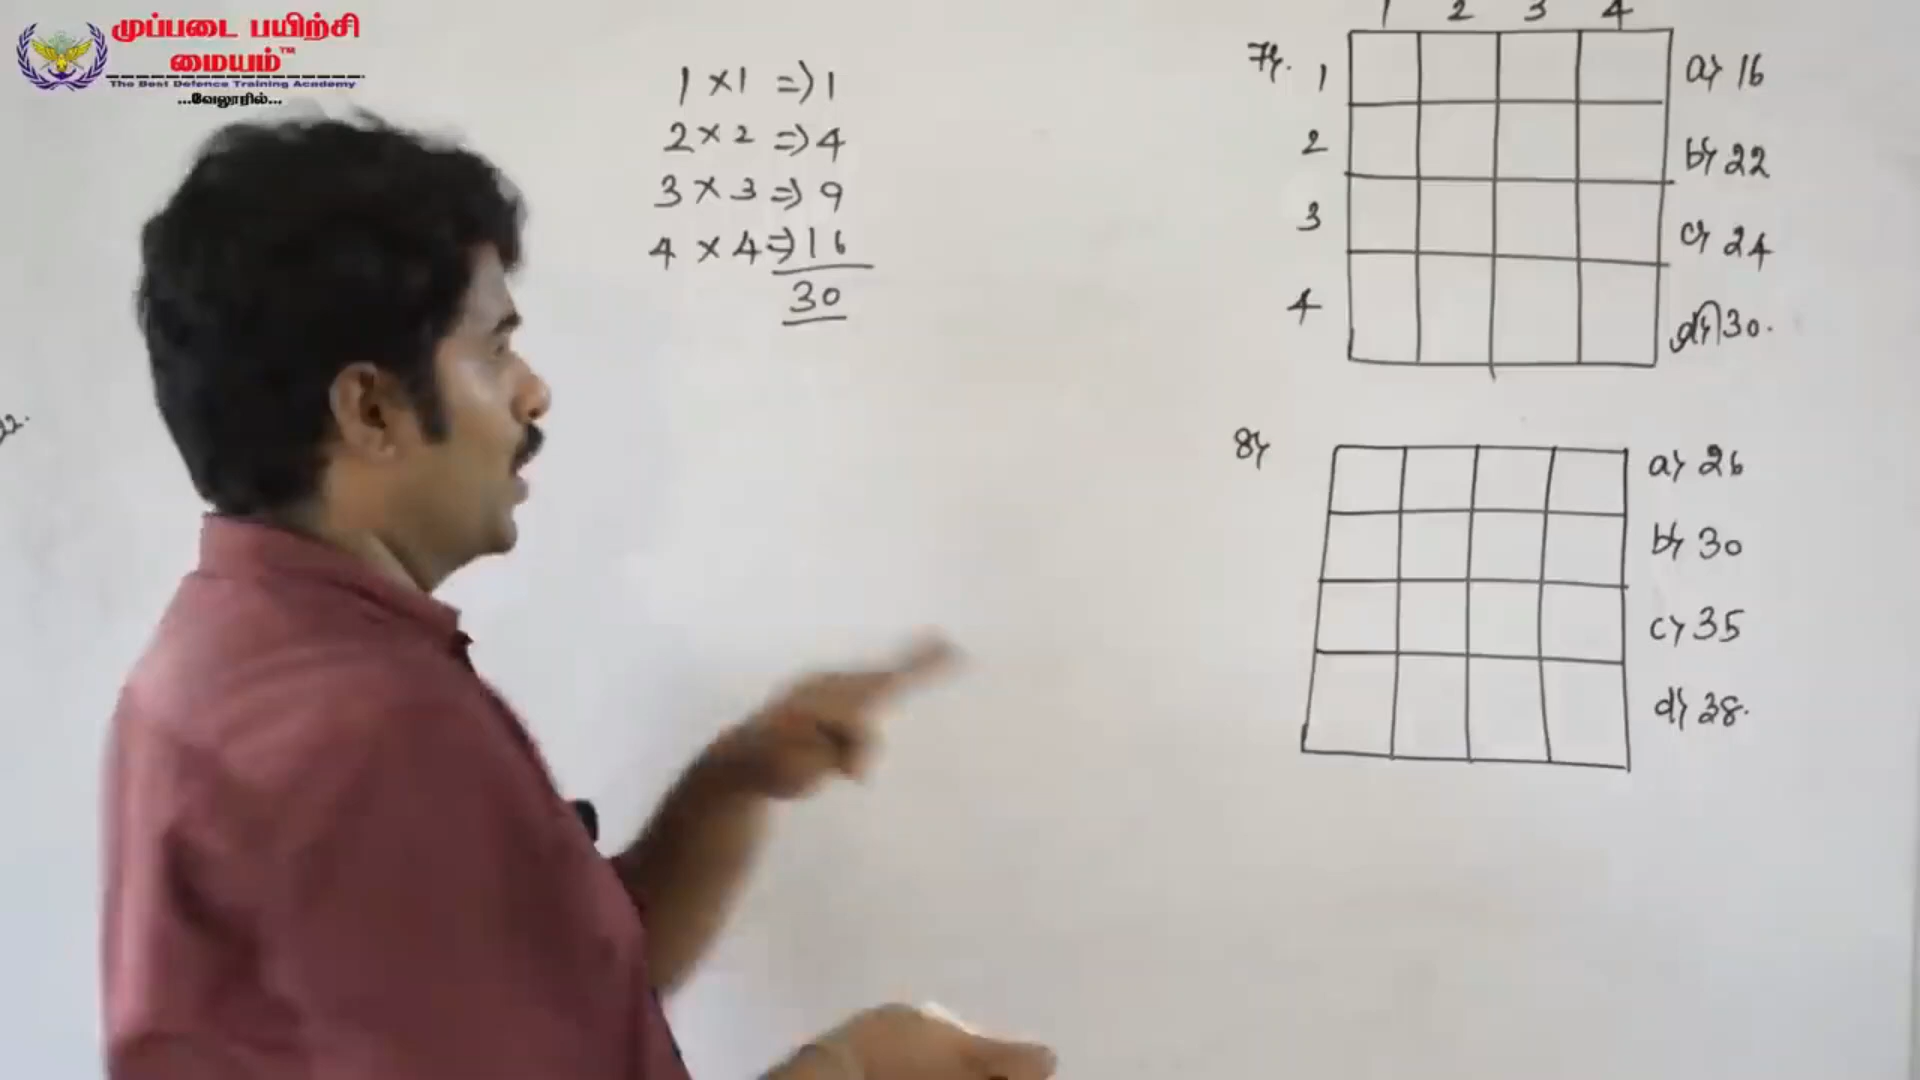 முப்படை பயிற்சி
மையம்™
The Best Defence Training Academy
...வேலூரில்...
1 × 1 => 1
2 × 2 => 4
3 × 3 => 9
4 × 4 => 16
30
22.
1 2 3 4
7). 1
2
3
4
a) 16
b) 22
c) 24
d) 30.
8)
a) 26
b) 30
c) 35
d) 38.